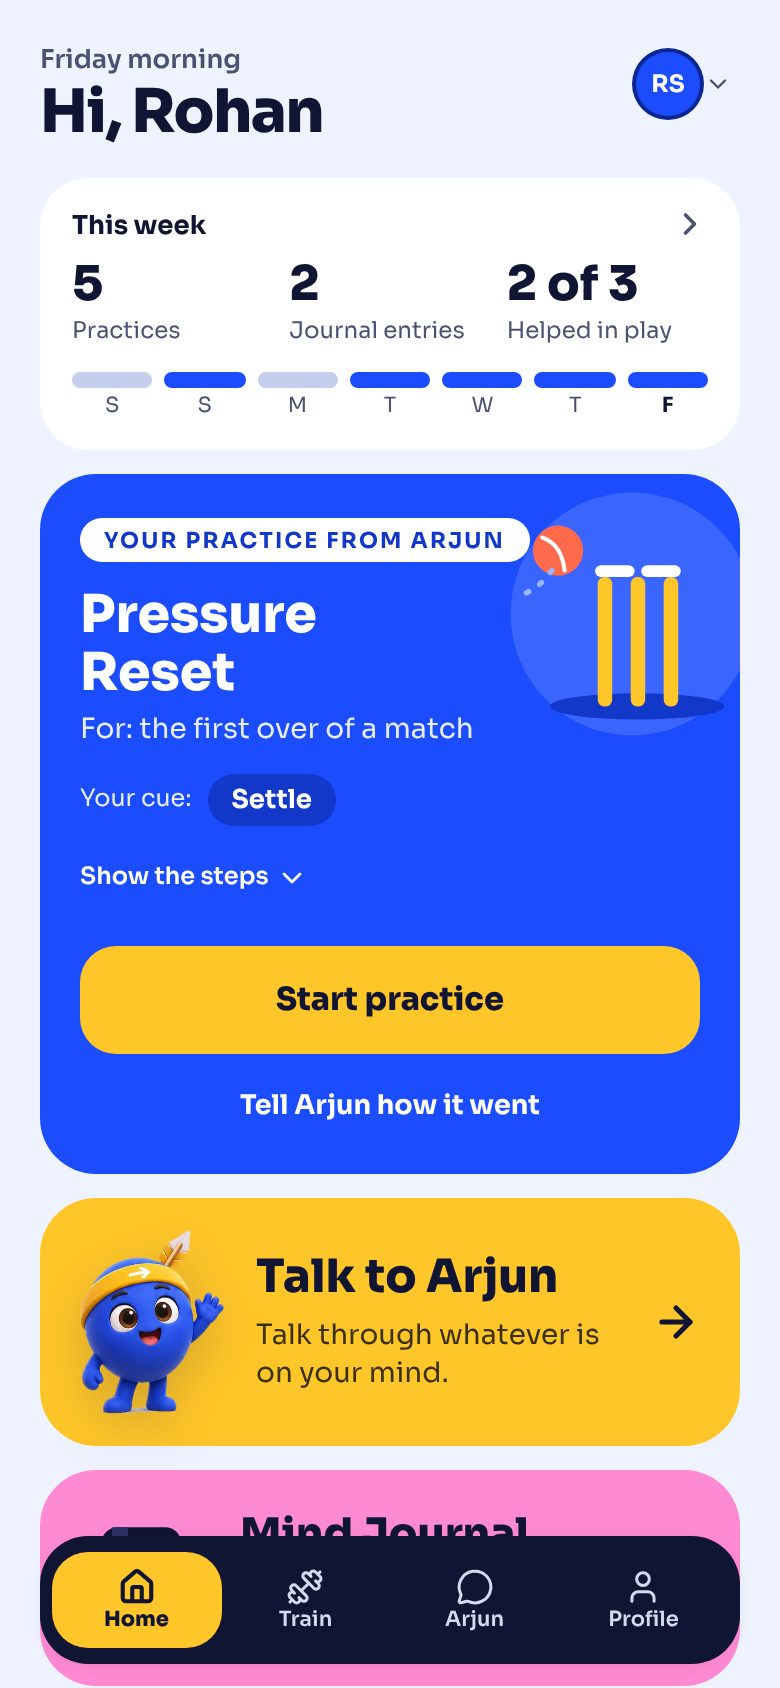 Friday morning
Hi, Rohan
RS
This week
5
2
2 of 3
Practices
Journal entries
Helped in play
S S M T W T F
YOUR PRACTICE FROM ARJUN
Pressure
Reset
For: the first over of a match
Your cue: Settle
Show the steps
Start practice
Tell Arjun how it went
Talk to Arjun
Talk through whatever is
on your mind.
Mind Journal
Home
Train
Arjun
Profile